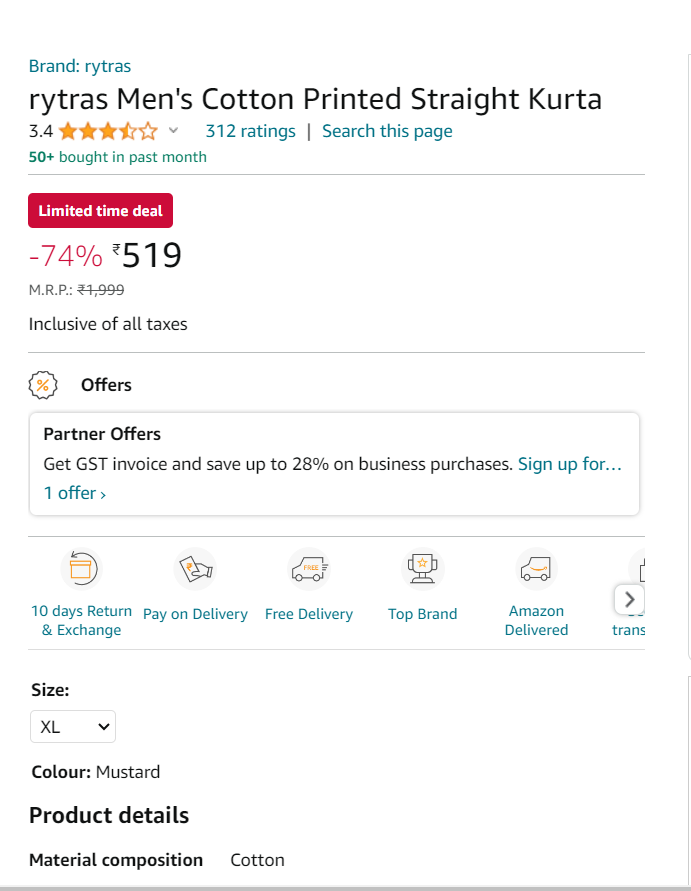 Brand: rytras
rytras Men's Cotton Printed Straight Kurta
3.4 312 ratings | Search this page
50+ bought in past month
Limited time deal
-74% ₹519
M.R.P.: ₹1,999
Inclusive of all taxes
% Offers
Partner Offers
Get GST invoice and save up to 28% on business purchases. Sign up for…
1 offer ›
FREE
10 days Return & Exchange
Pay on Delivery
Free Delivery
Top Brand
Amazon Delivered
trans
Size:
XL
Colour: Mustard
Product details
Material composition Cotton